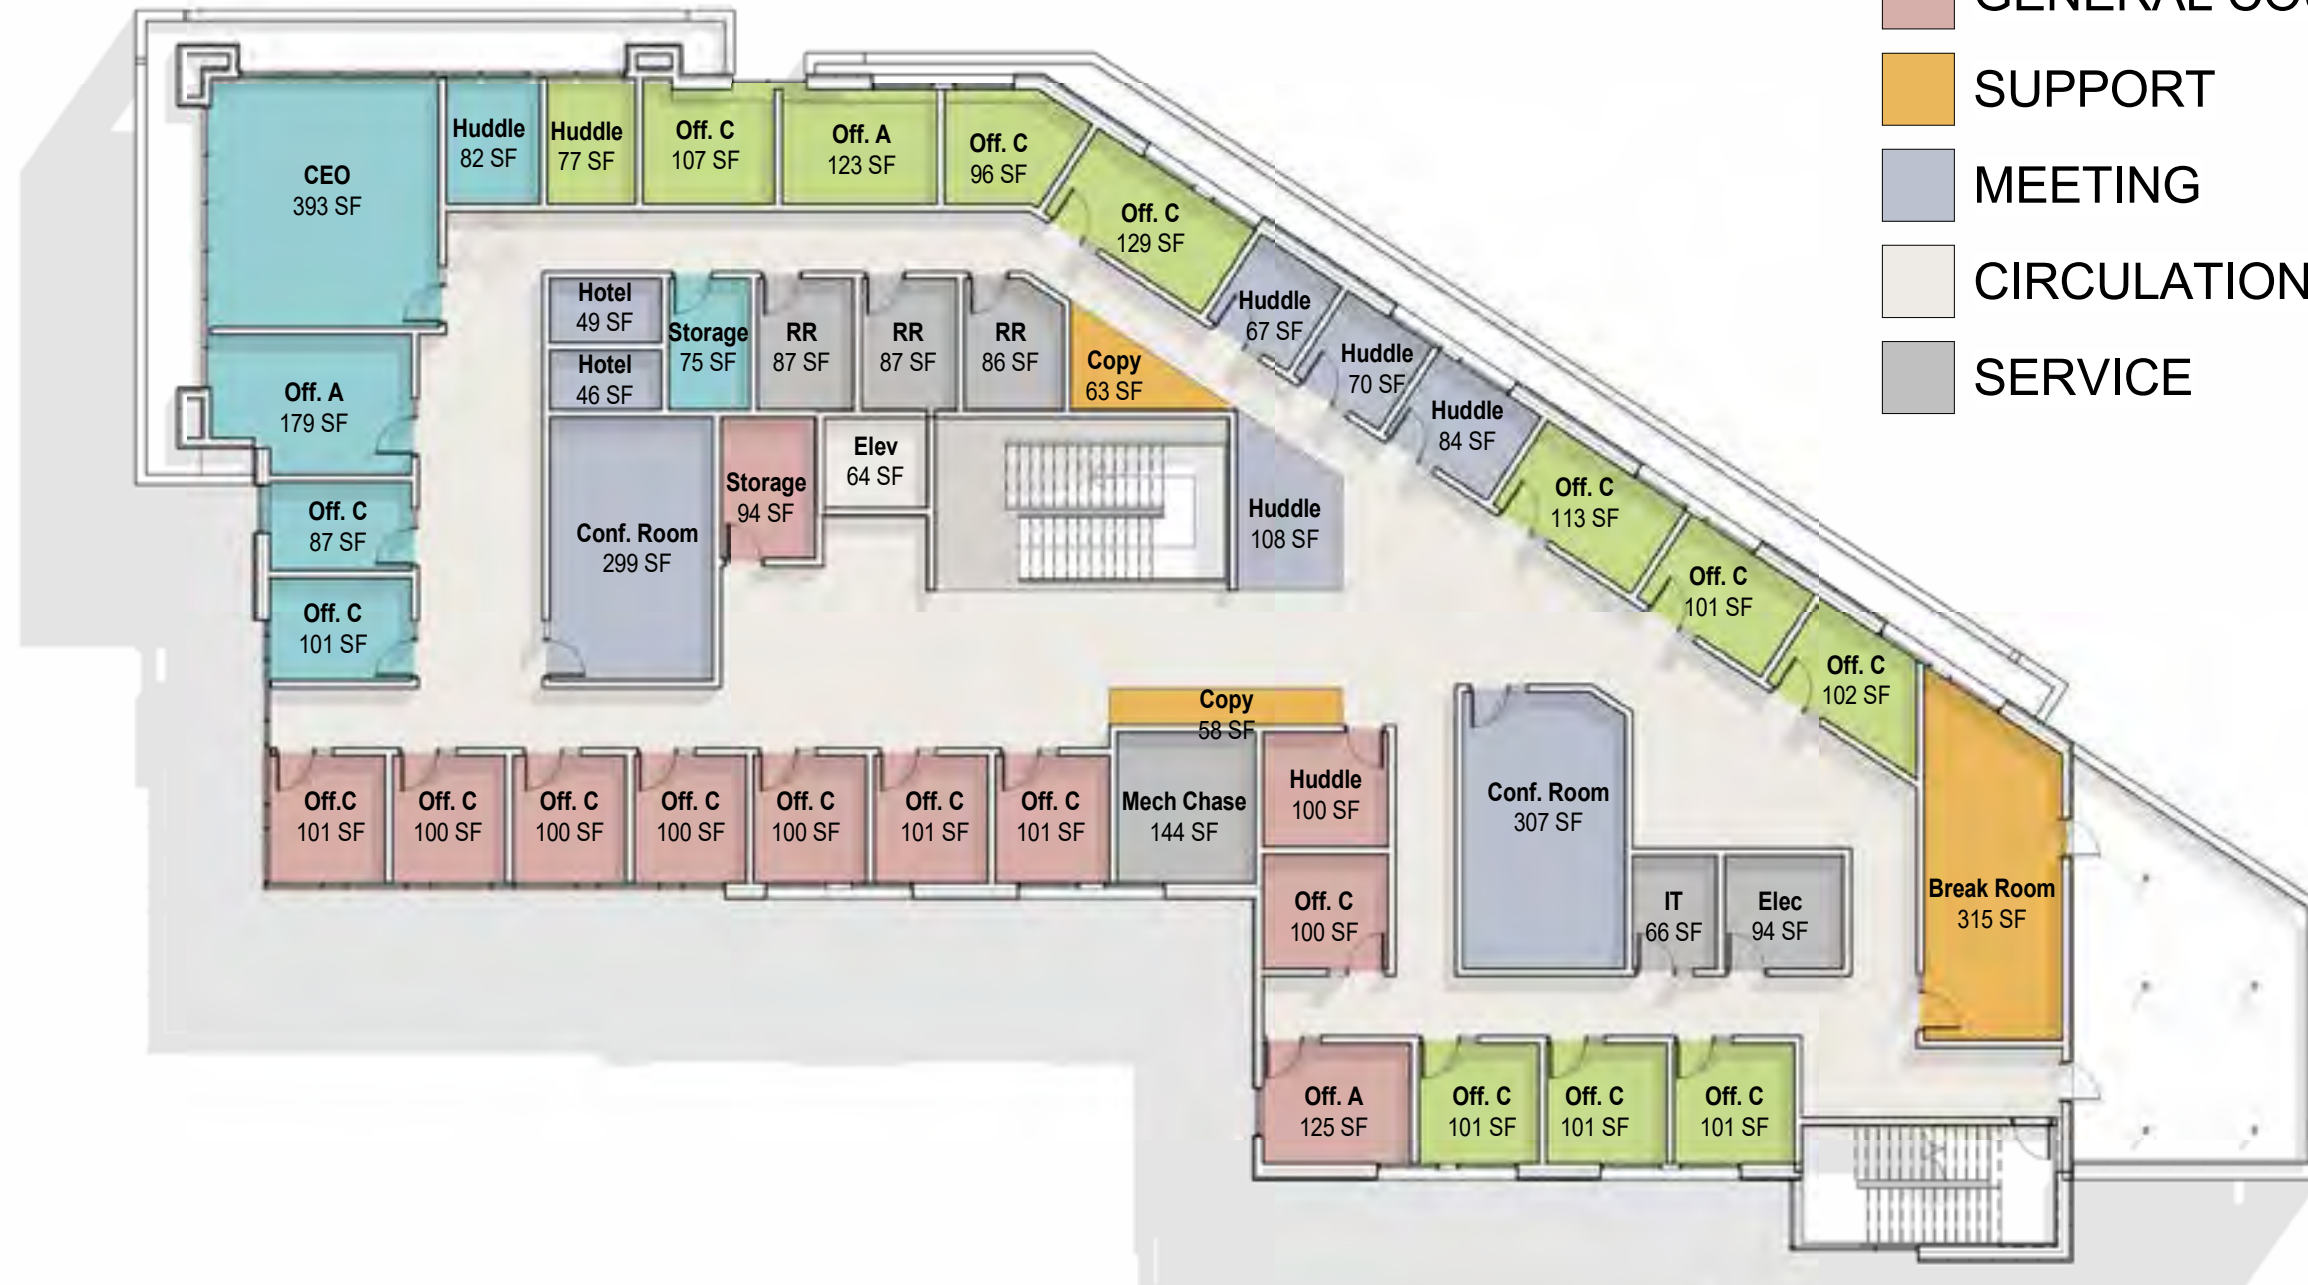 GENERAL
SUPPORT
MEETING
CIRCULATION
SERVICE
CEO
393 SF
Huddle
82 SF
Huddle
77 SF
Off. C
107 SF
Off. A
123 SF
Off. C
96 SF
Off. C
129 SF
Huddle
67 SF
Huddle
70 SF
Huddle
84 SF
Off. C
113 SF
Off. C
101 SF
Off. C
102 SF
Hotel
49 SF
Hotel
46 SF
Storage
75 SF
RR
87 SF
RR
87 SF
RR
86 SF
Copy
63 SF
Off. A
179 SF
Off. C
87 SF
Off. C
101 SF
Conf. Room
299 SF
Storage
94 SF
Elev
64 SF
Huddle
108 SF
Copy
58 SF
Off.C
101 SF
Off. C
100 SF
Off. C
100 SF
Off. C
100 SF
Off. C
100 SF
Off. C
101 SF
Off. C
101 SF
Mech Chase
144 SF
Huddle
100 SF
Off. C
100 SF
Conf. Room
307 SF
IT
66 SF
Elec
94 SF
Break Room
315 SF
Off. A
125 SF
Off. C
101 SF
Off. C
101 SF
Off. C
101 SF